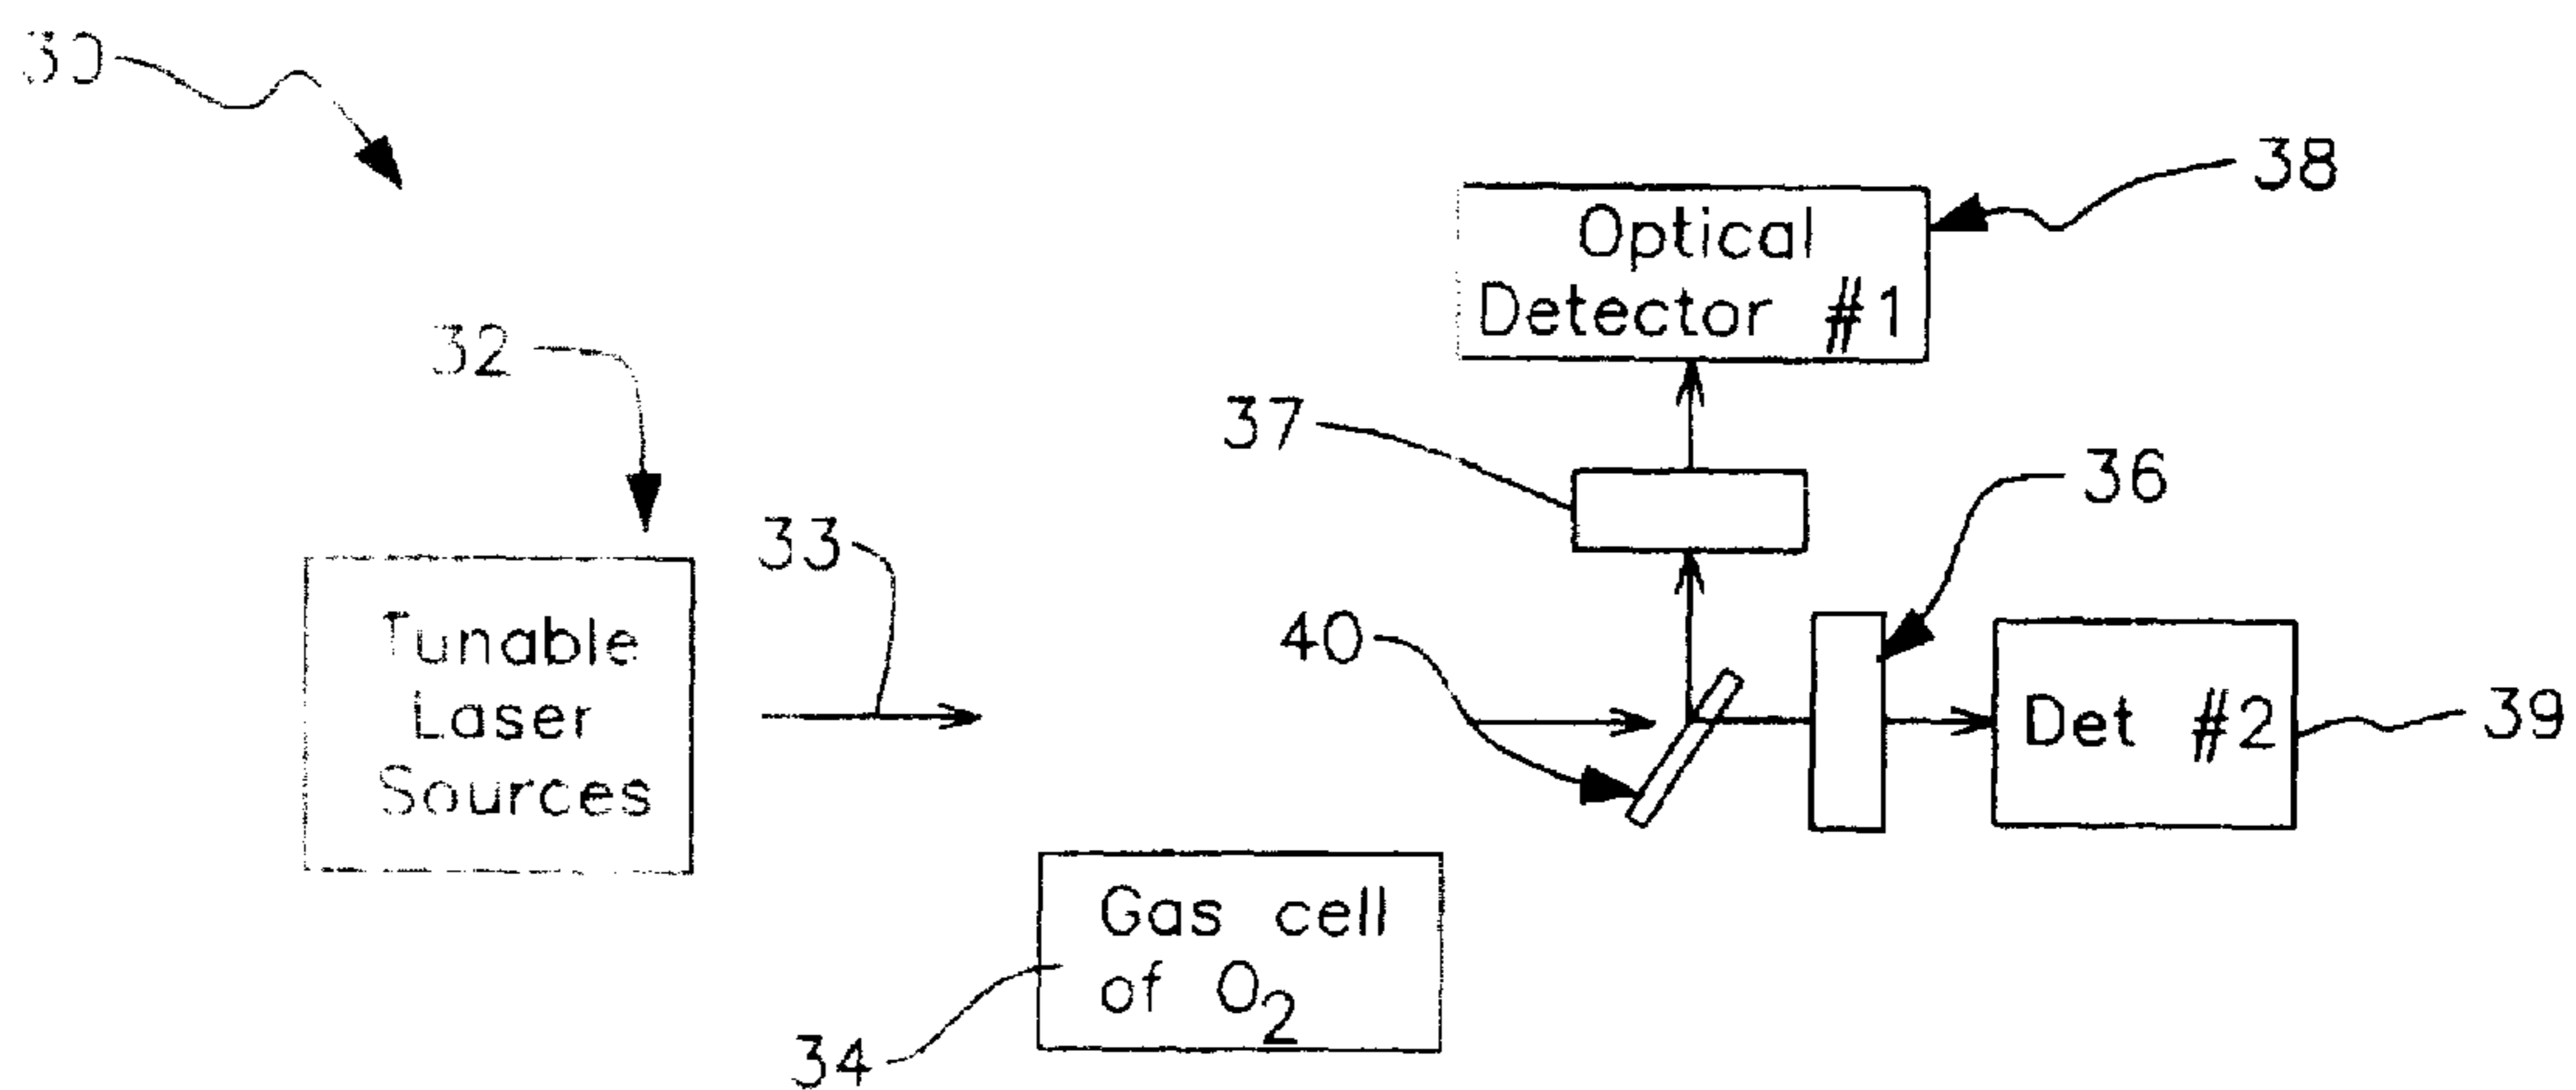 30
38
Optical
Detector #1
32
37
36
33
Tunable
Laser
Sources
40
Det #2
39
Gas cell
of O2
34